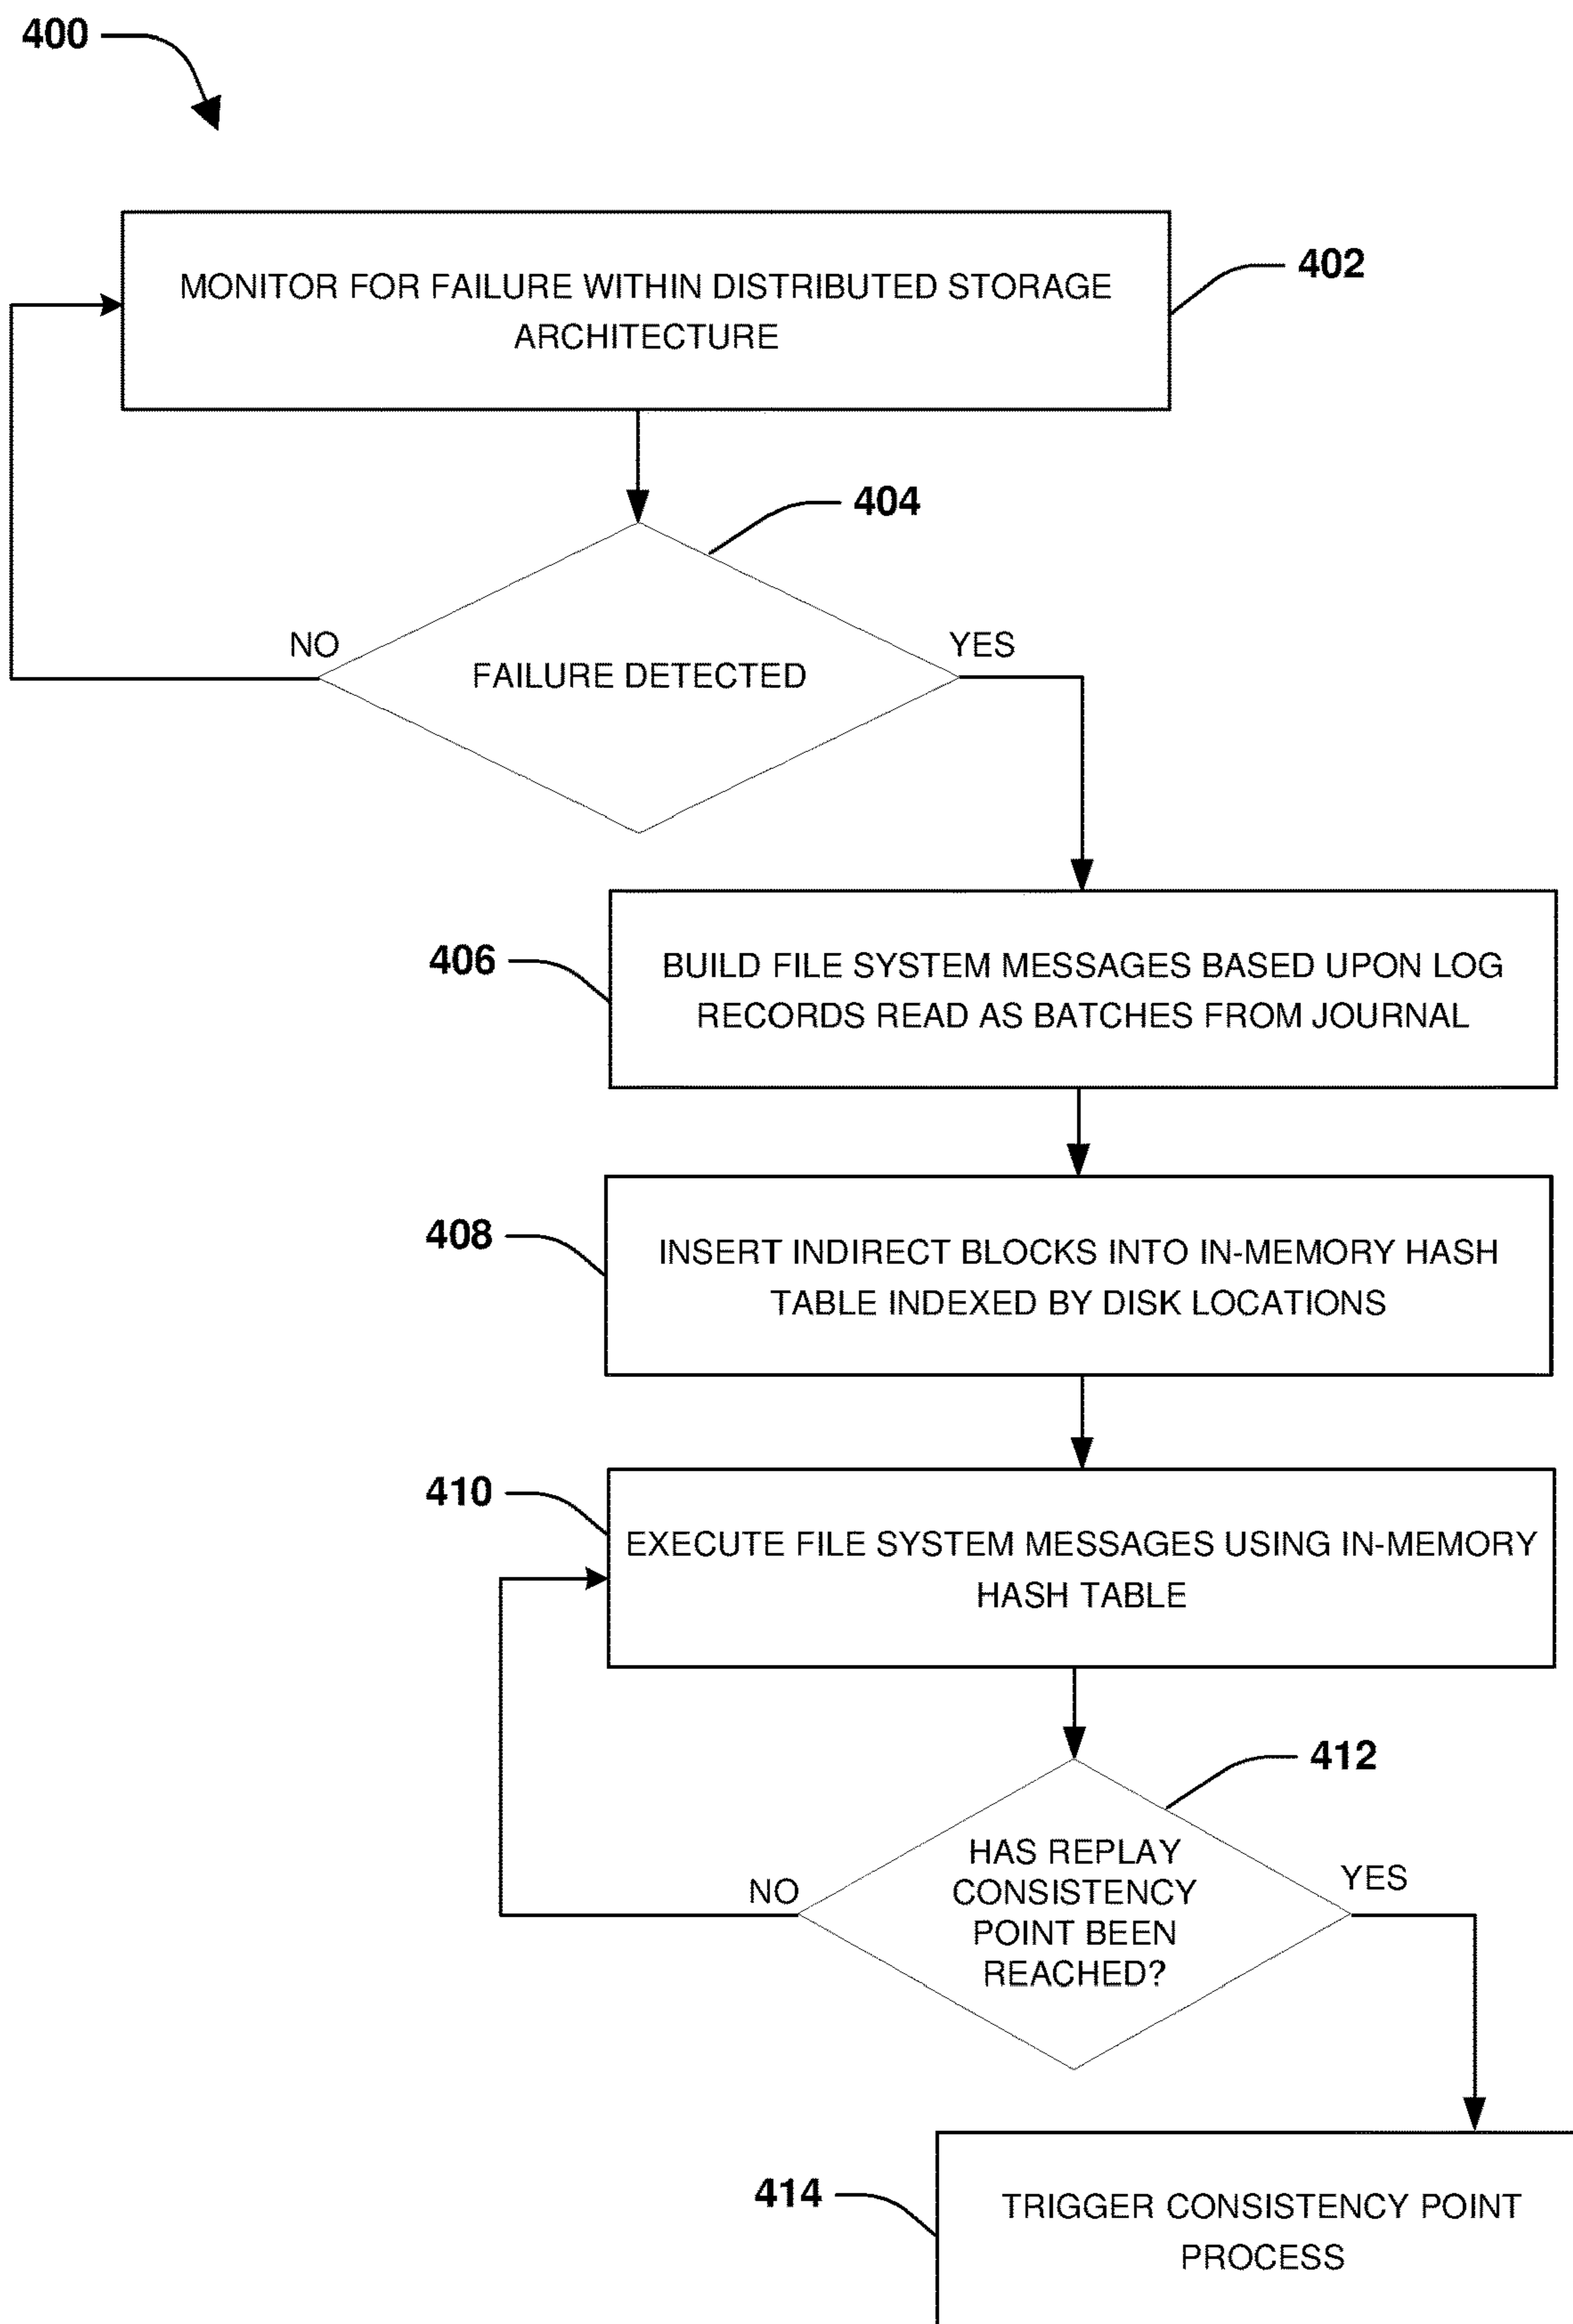 400
MONITOR FOR FAILURE WITHIN DISTRIBUTED STORAGE
ARCHITECTURE
402
404
NO
YES
FAILURE DETECTED
406
BUILD FILE SYSTEM MESSAGES BASED UPON LOG
RECORDS READ AS BATCHES FROM JOURNAL
408
INSERT INDIRECT BLOCKS INTO IN-MEMORY HASH
TABLE INDEXED BY DISK LOCATIONS
410
EXECUTE FILE SYSTEM MESSAGES USING IN-MEMORY
HASH TABLE
412
HAS REPLAY
CONSISTENCY
POINT BEEN
REACHED?
NO
YES
414
TRIGGER CONSISTENCY POINT
PROCESS